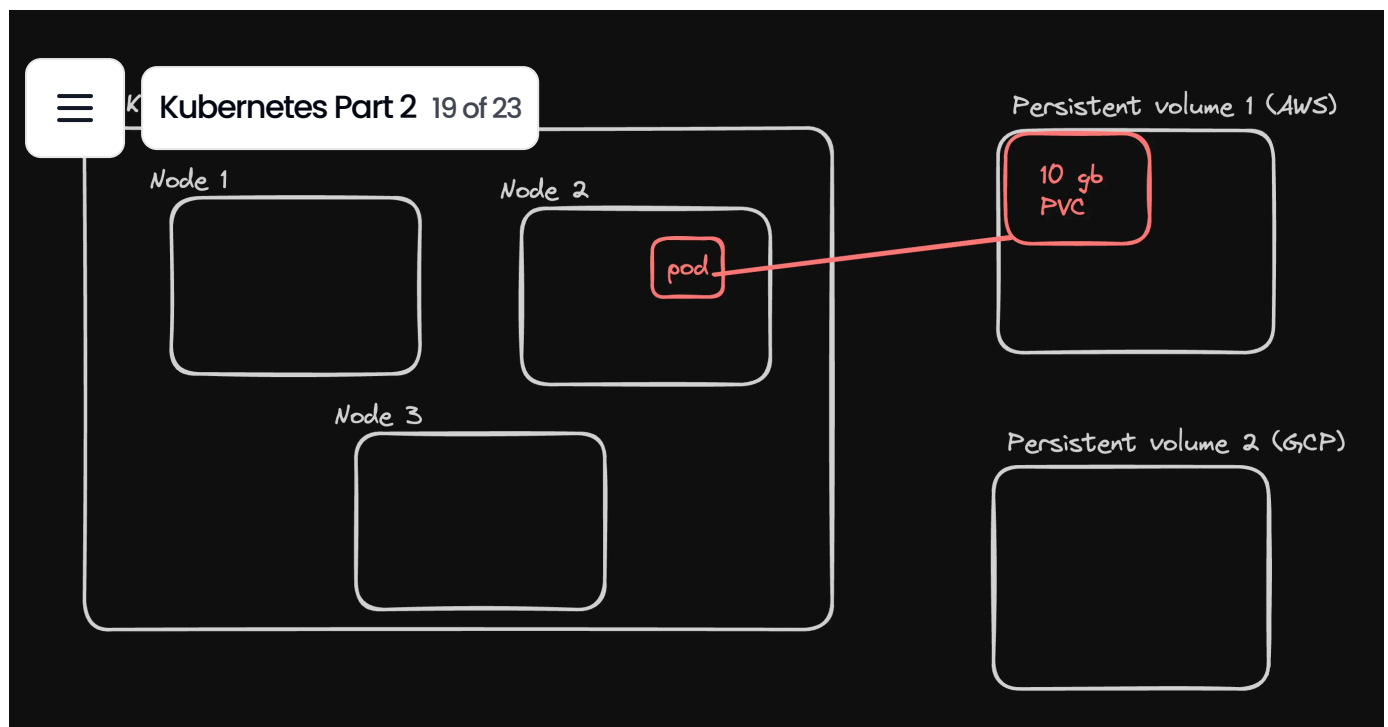 Kubernetes Part 2 19 of 23
K
Persistent volume 1 (AWS)
Node 1
Node 2
10 gb
PVC
pod
Node 3
Persistent volume 2 (GCP)